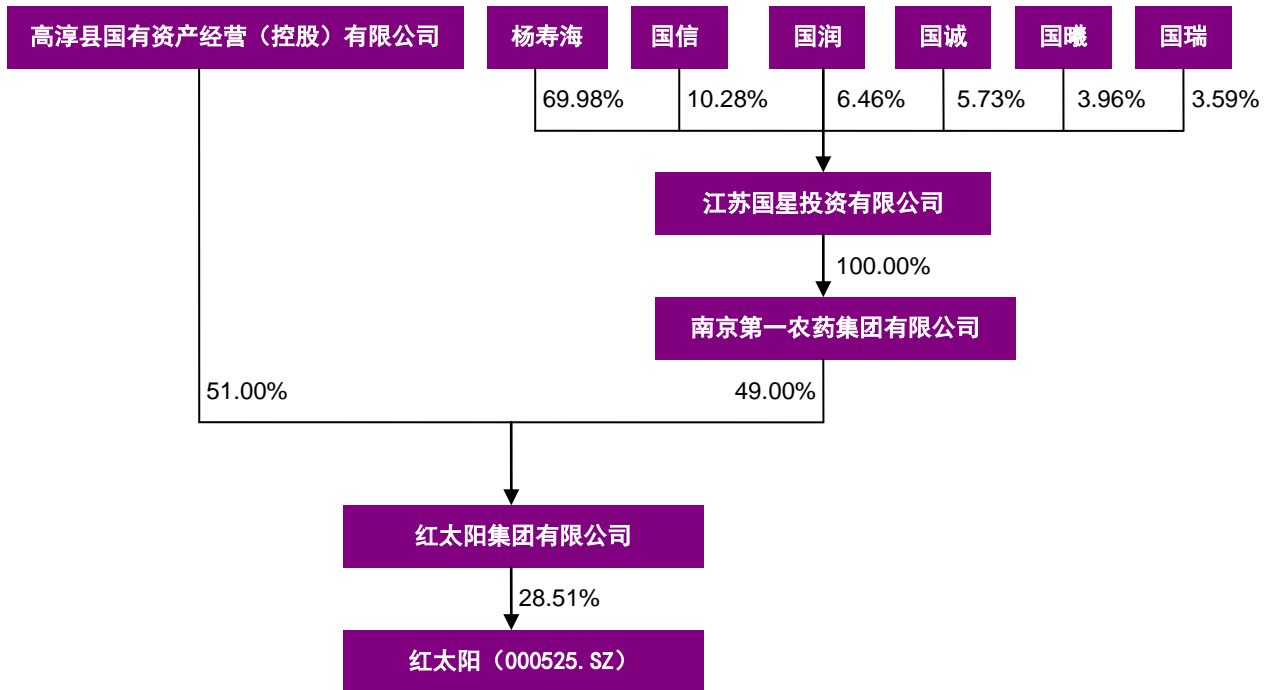 高淳县国有资产经营（控股）有限公司
杨寿海
国信
国润
国诚
国曦
国瑞
69.98%
10.28%
6.46%
5.73%
3.96%
3.59%
江苏国星投资有限公司
100.00%
南京第一农药集团有限公司
51.00%
49.00%
红太阳集团有限公司
28.51%
红太阳（000525.SZ）